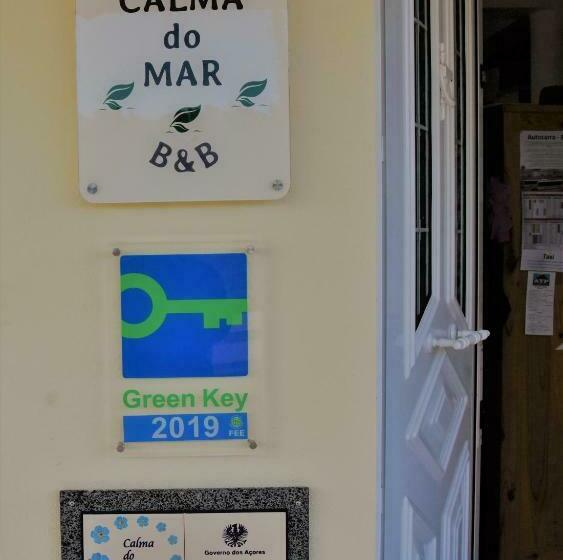 CALMA
do
MAR
B&B
Green Key
2019
FEE
Calma
do
Governo dos Açores
Autocarro -
Taxi